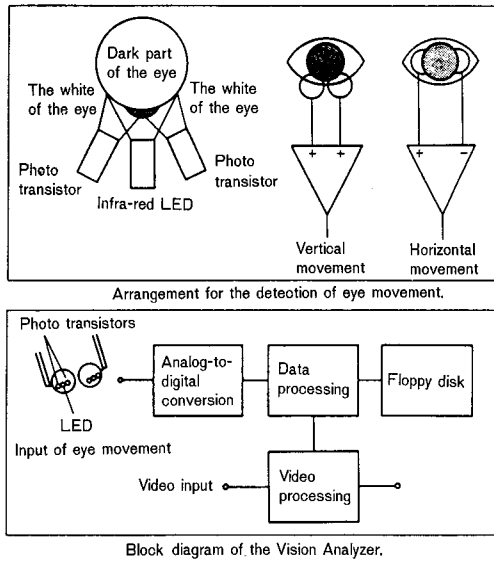 Dark part
of the eye
The white
of the eye
The white
of the eye
Photo
transistor
Photo
transistor
Infra-red LED
+ +
+ −
Vertical
movement
Horizontal
movement
Arrangement for the detection of eye movement.
Photo transistors
LED
Input of eye movement
Analog-to-
digital
conversion
Data
processing
Floppy disk
Video input
Video
processing
Block diagram of the Vision Analyzer.